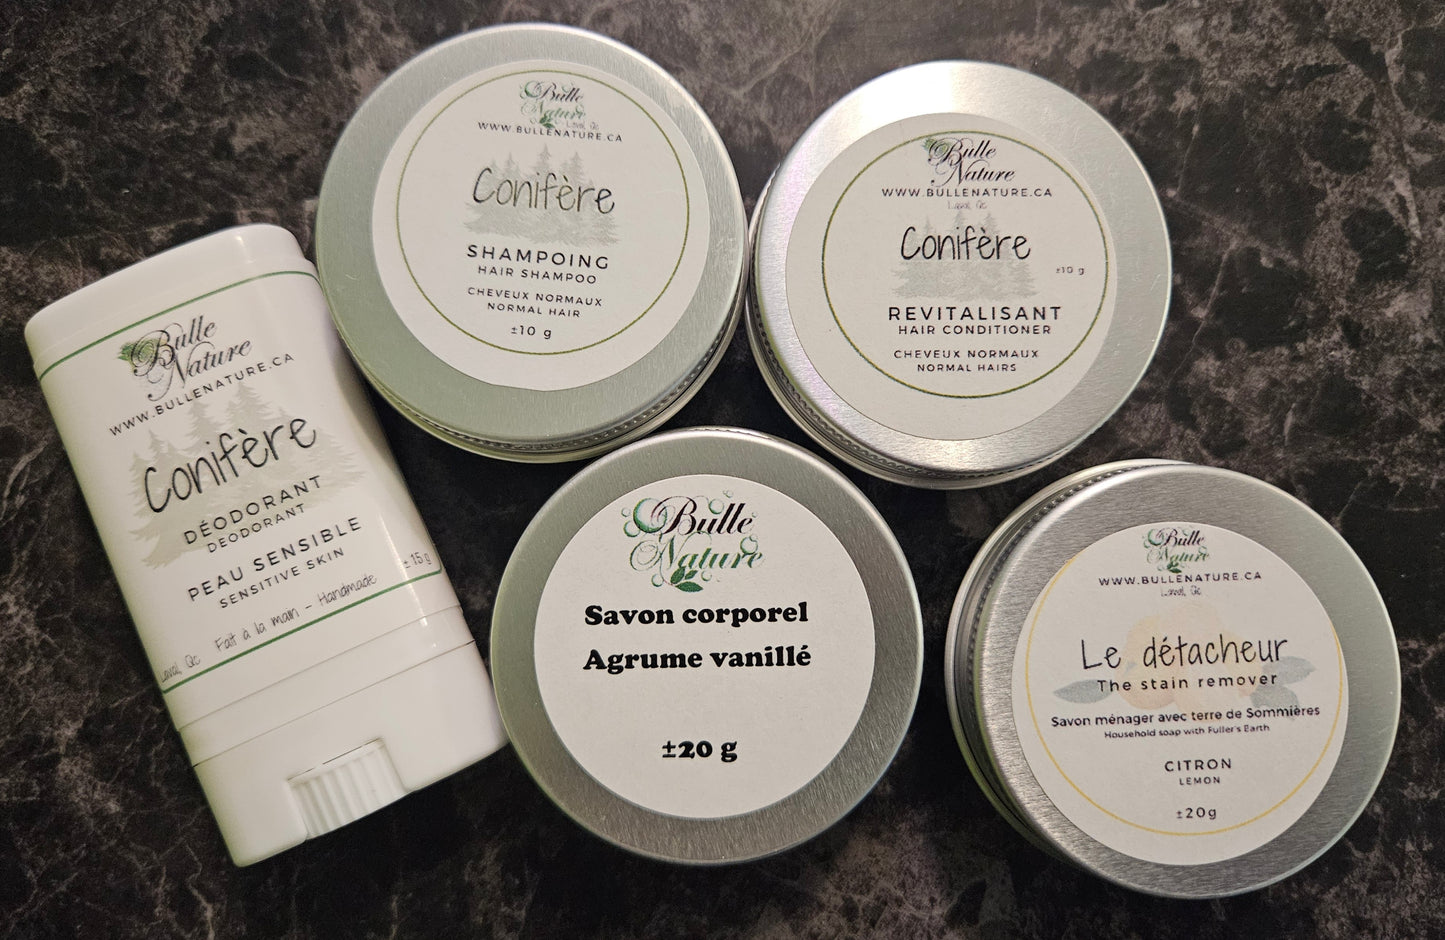 Bulle
Nature
WWW.BULLENATURE.CA
Conifère
DÉODORANT
DEODORANT
PEAU SENSIBLE
SENSITIVE SKIN
± 15 g
Laval, Qc Fait à la main - Handmade
Bulle
Nature
Laval, Qc
WWW.BULLENATURE.CA
Conifère
SHAMPOING
HAIR SHAMPOO
CHEVEUX NORMAUX
NORMAL HAIR
±10 g
Bulle
Nature
WWW.BULLENATURE.CA
Laval, Qc
Conifère
±10 g
REVITALISANT
HAIR CONDITIONER
CHEVEUX NORMAUX
NORMAL HAIRS
Bulle
Nature
Savon corporel
Agrume vanillé
±20 g
Bulle
Nature
WWW.BULLENATURE.CA
Laval, Qc
Le détacheur
The stain remover
Savon ménager avec terre de Sommières
Household soap with Fuller's Earth
CITRON
LEMON
±20g